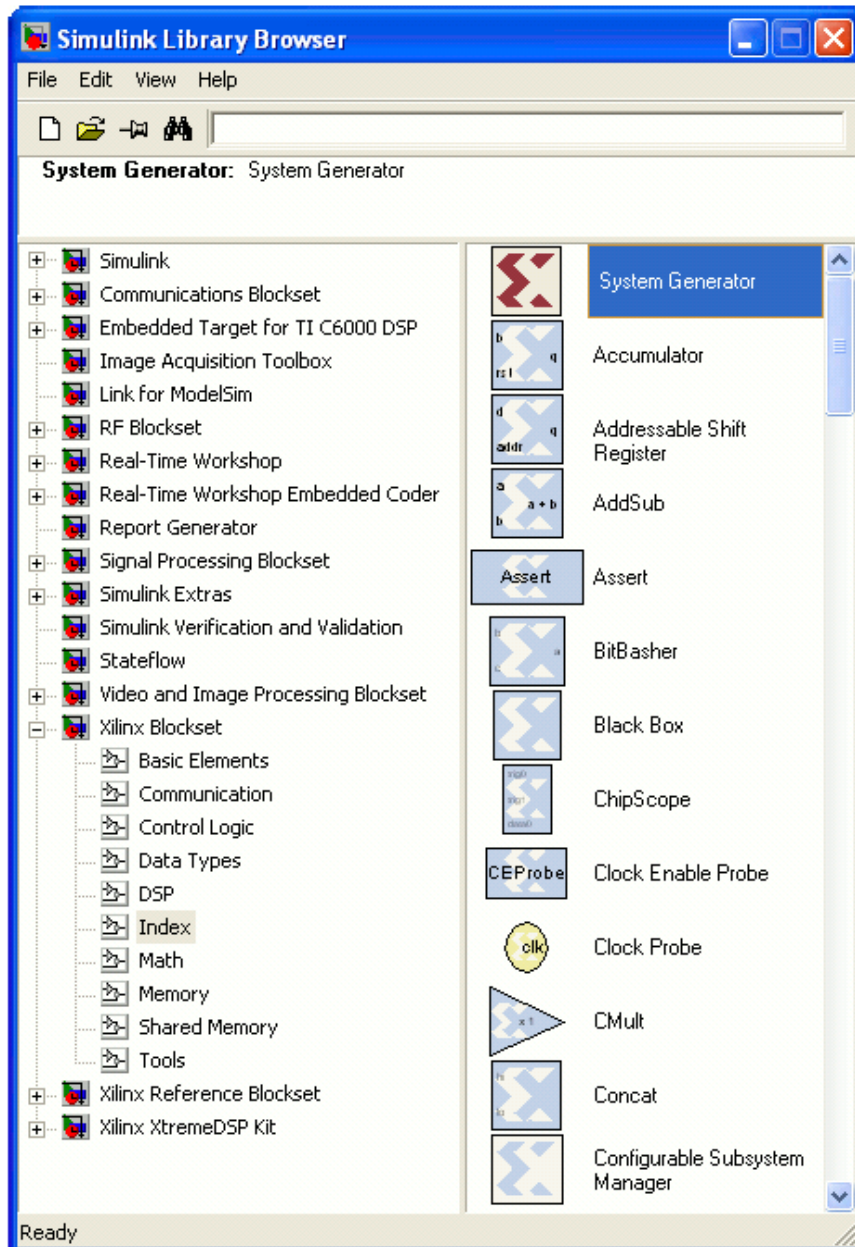 Simulink Library Browser
File Edit View Help
System Generator: System Generator
Simulink
Communications Blockset
Embedded Target for TI C6000 DSP
Image Acquisition Toolbox
Link for ModelSim
RF Blockset
Real-Time Workshop
Real-Time Workshop Embedded Coder
Report Generator
Signal Processing Blockset
Simulink Extras
Simulink Verification and Validation
Stateflow
Video and Image Processing Blockset
Xilinx Blockset
Basic Elements
Communication
Control Logic
Data Types
DSP
Index
Math
Memory
Shared Memory
Tools
Xilinx Reference Blockset
Xilinx XtremeDSP Kit
System Generator
b
q
rst
Accumulator
d
q
addr
Addressable Shift
Register
a
a + b
b
AddSub
Assert
Assert
b
a
c
BitBasher
Black Box
ChipScope
CEProbe
Clock Enable Probe
clk
Clock Probe
x 1
CMult
hi
lo
Concat
Configurable Subsystem
Manager
Ready